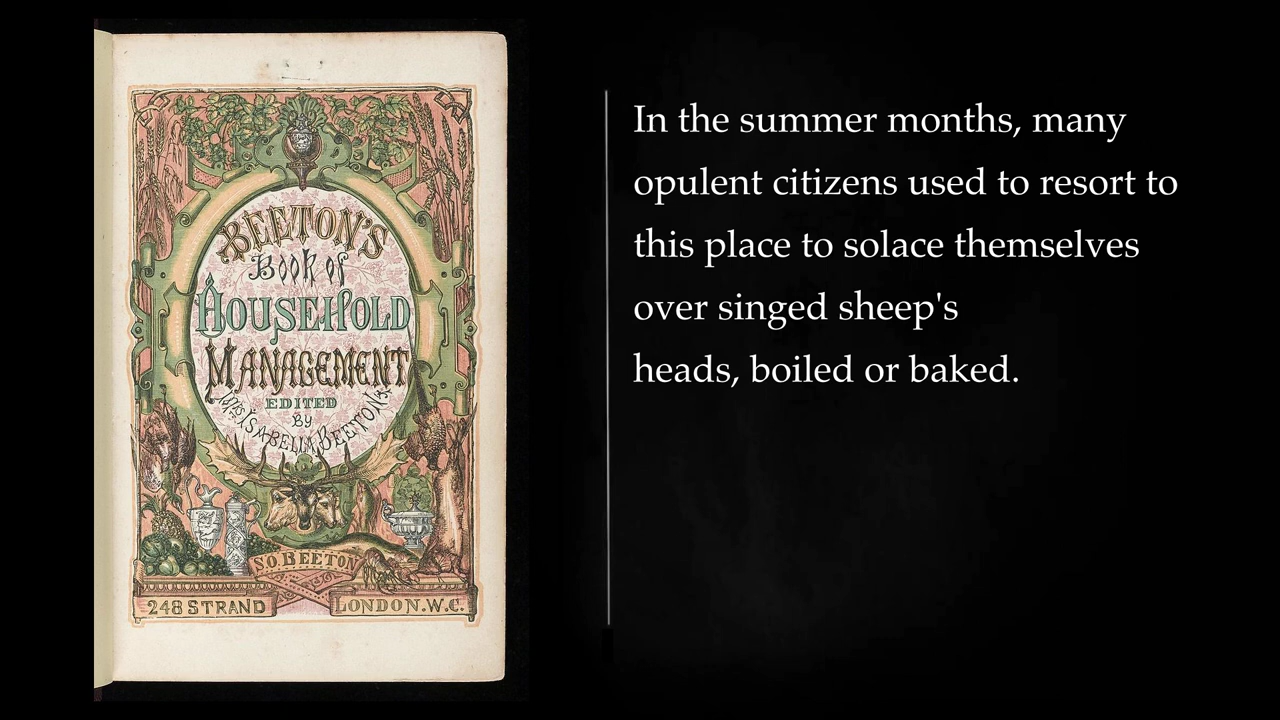 BEETON'S
Book of
HOUSEHOLD
MANAGEMENT
EDITED
BY
MRS ISABELLA BEETON
S.O. BEETON
248 STRAND
LONDON. W.C.
In the summer months, many
opulent citizens used to resort to
this place to solace themselves
over singed sheep's
heads, boiled or baked.